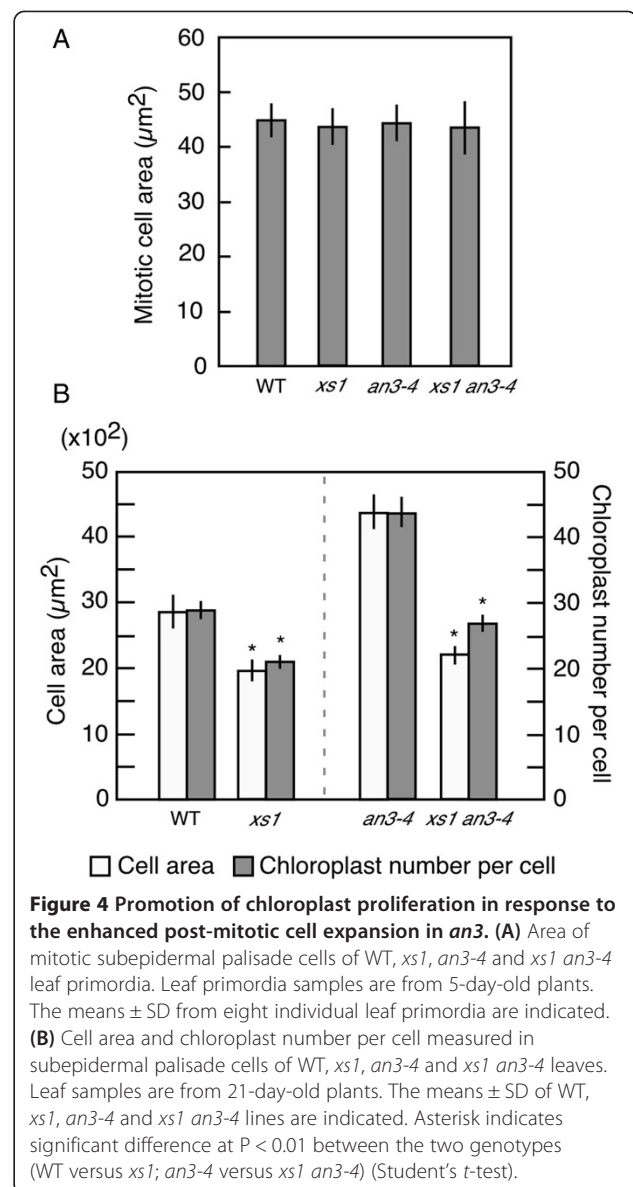 A
60
50
40
30
20
10
0
Mitotic cell area (µm2)
WT xs1 an3-4 xs1 an3-4
B
(x102)
50
40
30
20
10
0
Cell area (µm2)
50
40
30
20
10
0
Chloroplast number per cell
* * * *
WT xs1 an3-4 xs1 an3-4
Cell area Chloroplast number per cell
Figure 4 Promotion of chloroplast proliferation in response to
the enhanced post-mitotic cell expansion in an3. (A) Area of
mitotic subepidermal palisade cells of WT, xs1, an3-4 and xs1 an3-4
leaf primordia. Leaf primordia samples are from 5-day-old plants.
The means ± SD from eight individual leaf primordia are indicated.
(B) Cell area and chloroplast number per cell measured in
subepidermal palisade cells of WT, xs1, an3-4 and xs1 an3-4 leaves.
Leaf samples are from 21-day-old plants. The means ± SD of WT,
xs1, an3-4 and xs1 an3-4 lines are indicated. Asterisk indicates
significant difference at P < 0.01 between the two genotypes
(WT versus xs1; an3-4 versus xs1 an3-4) (Student's t-test).